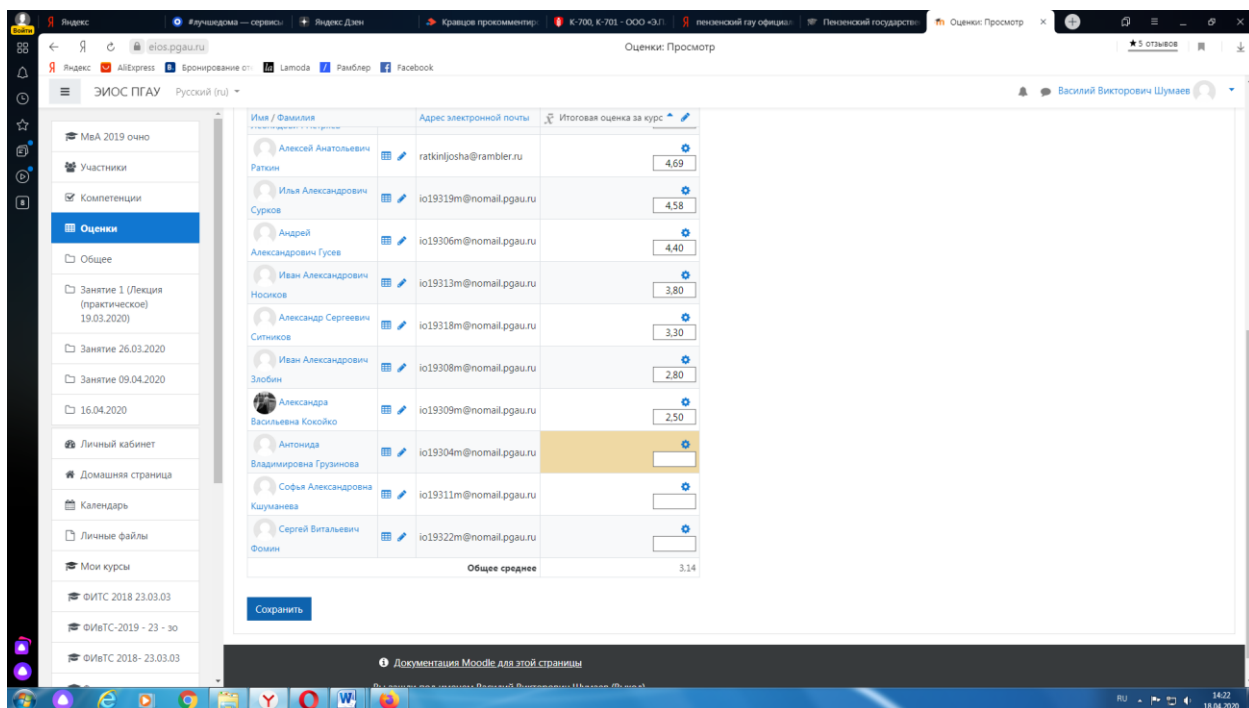 Войти
Яндекс
#лучшедома — сервисы
Яндекс Дзен
Кравцов прокомментир
К-700, К-701 - ООО «ЭЛ
пензенский гау официал
Пензенский государстве
Оценки: Просмотр
eios.pgau.ru
Оценки: Просмотр
★5 отзывов
Яндекс AliExpress Бронирование от Lamoda Рамблер Facebook
ЭИОС ПГАУ Русский (ru)
Василий Викторович Шумаев
МвА 2019 очно
Участники
Компетенции
Оценки
Общее
Занятие 1 (Лекция
(практическое)
19.03.2020)
Занятие 26.03.2020
Занятие 09.04.2020
16.04.2020
Личный кабинет
Домашняя страница
Календарь
Личные файлы
Мои курсы
ФИТС 2018 23.03.03
ФИвТС-2019 - 23 - зо
ФИвТС 2018- 23.03.03
Имя / Фамилия Адрес электронной почты Итоговая оценка за курс
Алексей Анатольевич
Раткин ratkinljosha@rambler.ru 4,69
Илья Александрович
Сурков io19319m@nomail.pgau.ru 4,58
Андрей
Александрович Гусев io19306m@nomail.pgau.ru 4,40
Иван Александрович
Носиков io19313m@nomail.pgau.ru 3,80
Александр Сергеевич
Ситников io19318m@nomail.pgau.ru 3,30
Иван Александрович
Злобин io19308m@nomail.pgau.ru 2,80
Александра
Васильевна Кокойко io19309m@nomail.pgau.ru 2,50
Антонида
Владимировна Грузинова io19304m@nomail.pgau.ru
Софья Александровна
Кшуманева io19311m@nomail.pgau.ru
Сергей Витальевич
Фомин io19322m@nomail.pgau.ru
Общее среднее 3,14
Сохранить
Документация Moodle для этой страницы
Вы зашли под именем Василий Викторович Шумаев (Выход)
RU
14:22
18.04.2020